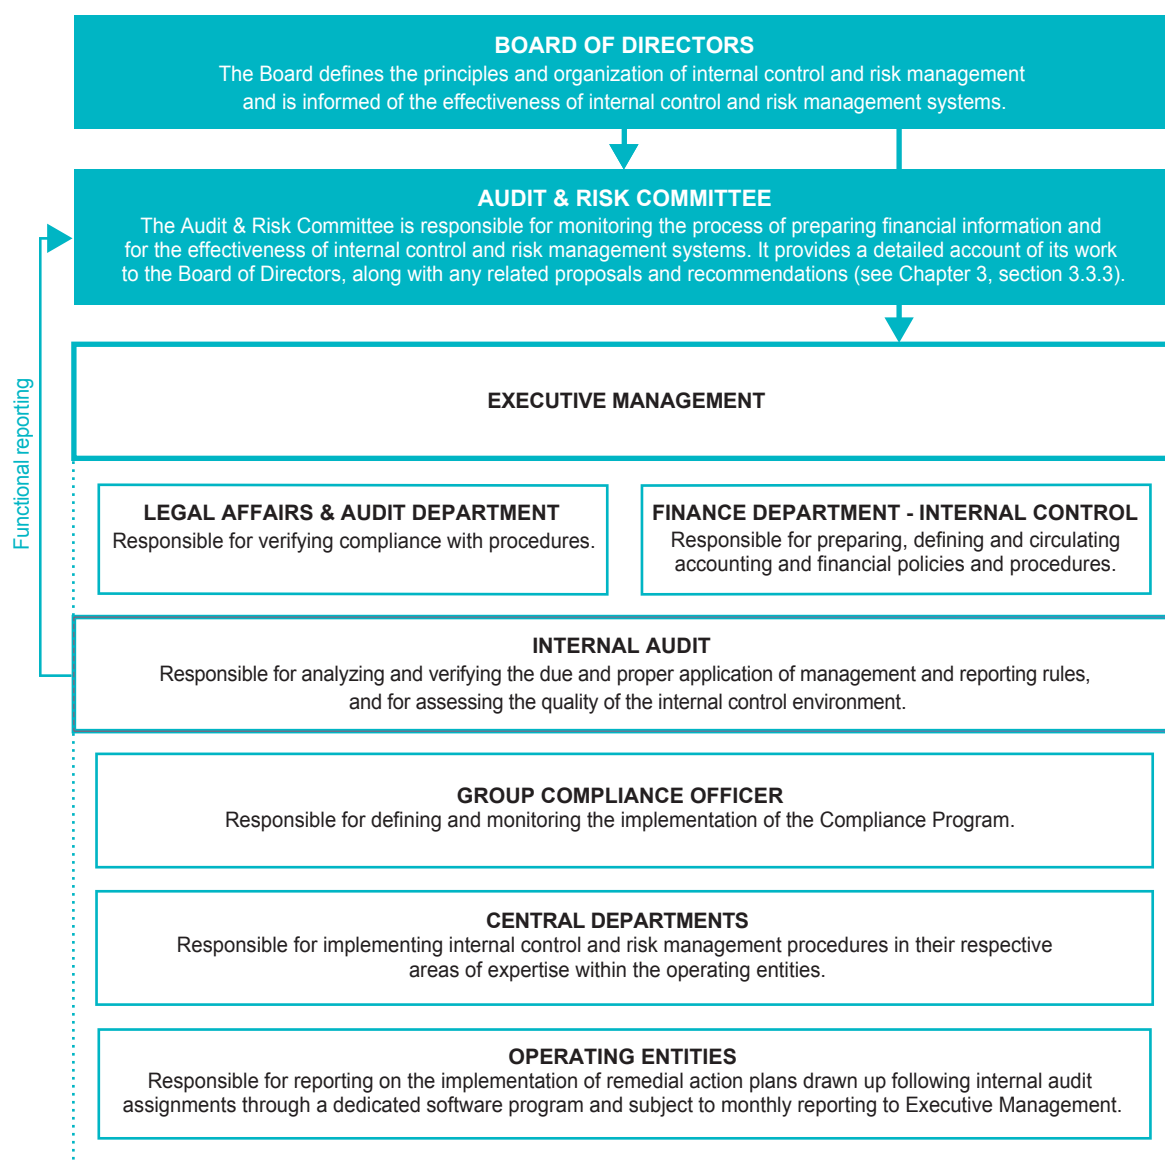 BOARD OF DIRECTORS
The Board defines the principles and organization of internal control and risk management
and is informed of the effectiveness of internal control and risk management systems.
AUDIT & RISK COMMITTEE
The Audit & Risk Committee is responsible for monitoring the process of preparing financial information and
for the effectiveness of internal control and risk management systems. It provides a detailed account of its work
to the Board of Directors, along with any related proposals and recommendations (see Chapter 3, section 3.3.3).
Functional reporting
EXECUTIVE MANAGEMENT
LEGAL AFFAIRS & AUDIT DEPARTMENT
Responsible for verifying compliance with procedures.
FINANCE DEPARTMENT - INTERNAL CONTROL
Responsible for preparing, defining and circulating
accounting and financial policies and procedures.
INTERNAL AUDIT
Responsible for analyzing and verifying the due and proper application of management and reporting rules,
and for assessing the quality of the internal control environment.
GROUP COMPLIANCE OFFICER
Responsible for defining and monitoring the implementation of the Compliance Program.
CENTRAL DEPARTMENTS
Responsible for implementing internal control and risk management procedures in their respective
areas of expertise within the operating entities.
OPERATING ENTITIES
Responsible for reporting on the implementation of remedial action plans drawn up following internal audit
assignments through a dedicated software program and subject to monthly reporting to Executive Management.